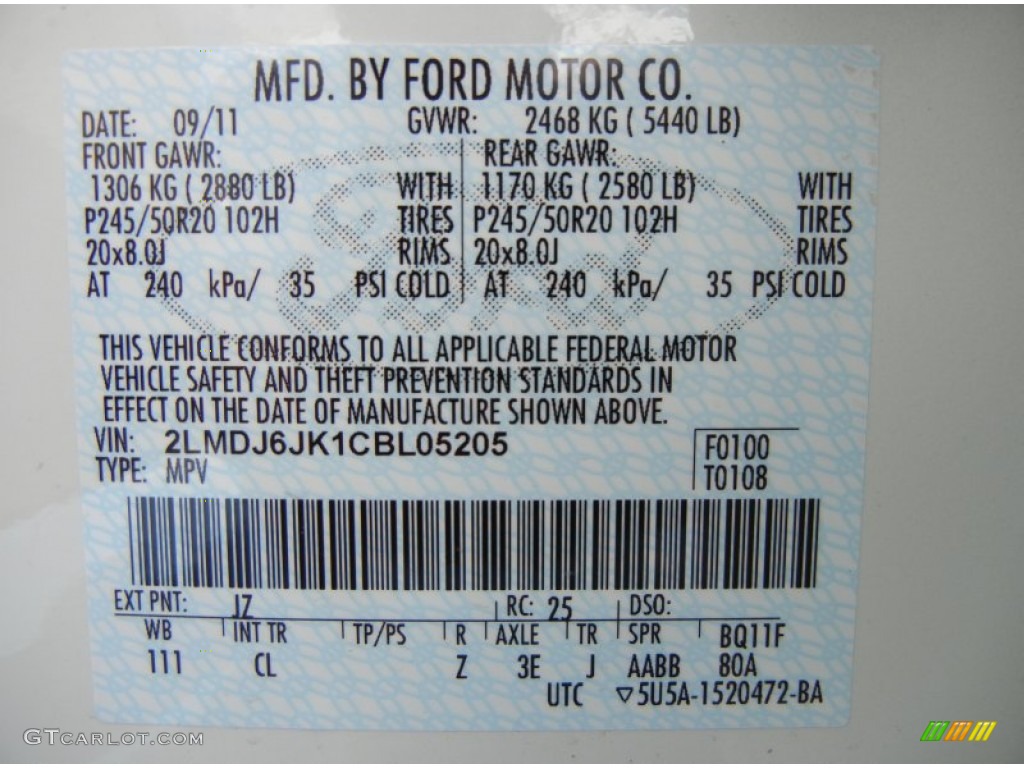 MFD. BY FORD MOTOR CO.
DATE: 09/11 GVWR: 2468 KG ( 5440 LB)
FRONT GAWR: REAR GAWR:
1306 KG ( 2880 LB) WITH 1170 KG ( 2580 LB) WITH
P245/50R20 102H TIRES P245/50R20 102H TIRES
20x8.0J RIMS 20x8.0J RIMS
AT 240 kPa/ 35 PSI COLD AT 240 kPa/ 35 PSI COLD
THIS VEHICLE CONFORMS TO ALL APPLICABLE FEDERAL MOTOR
VEHICLE SAFETY AND THEFT PREVENTION STANDARDS IN
EFFECT ON THE DATE OF MANUFACTURE SHOWN ABOVE.
VIN: 2LMDJ6JK1CBL05205 F0100
TYPE: MPV T0108
EXT PNT: JZ RC: 25 DSO:
WB INT TR TP/PS R AXLE TR SPR BQ11F
111 CL Z 3E J AABB 80A
UTC ▽5U5A-1520472-BA
GTCARLOT.COM